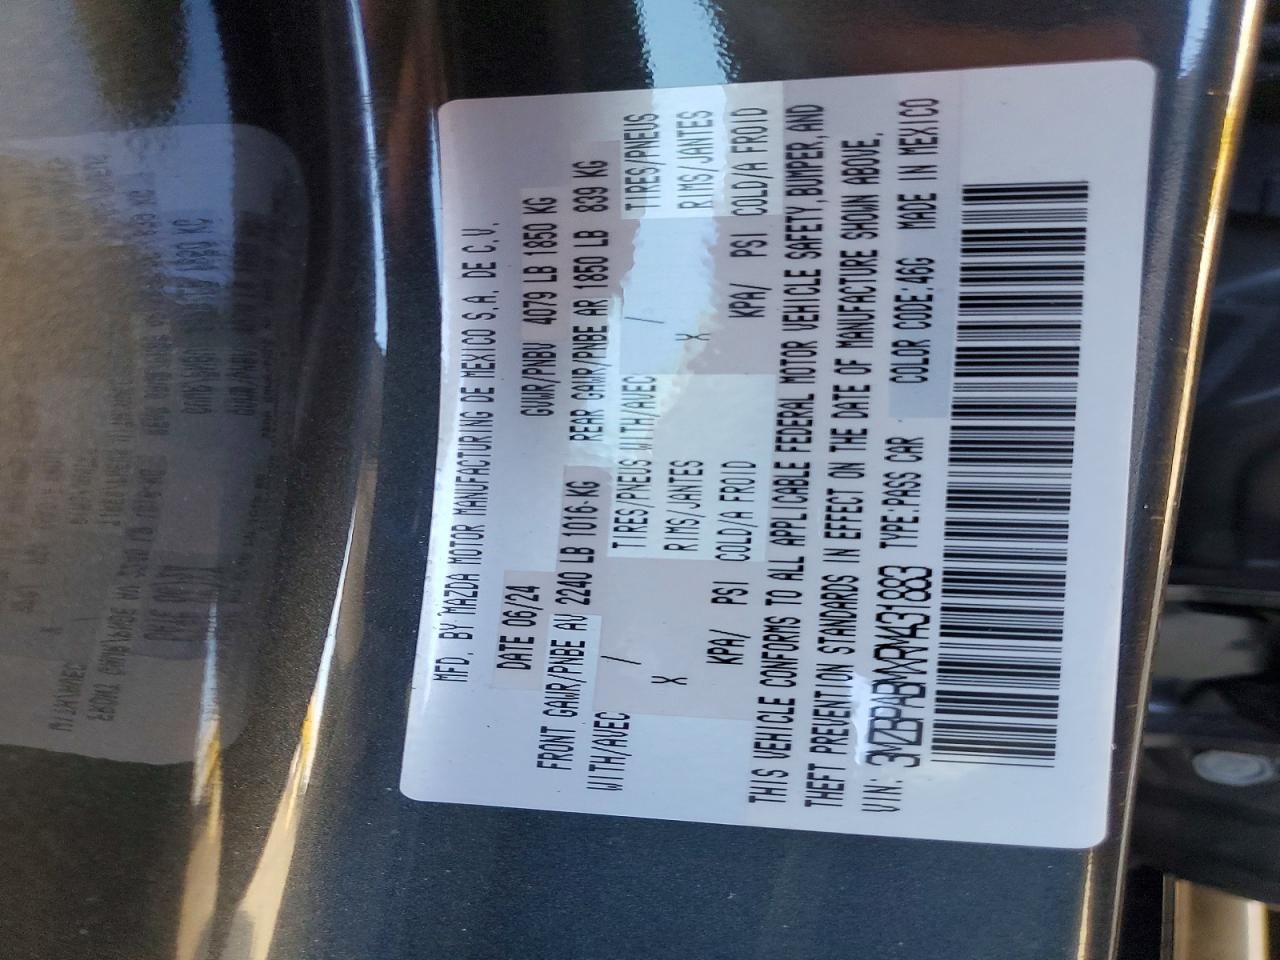 MFD. BY MAZDA MOTOR MANUFACTURING DE MEXICO S.A. DE C.V.
DATE 06/24 GVWR/PNBV 4079 LB 1850 KG
FRONT GAWR/PNBE AV 2240 LB 1016 KG REAR GAWR/PNBE AR 1850 LB 839 KG
WITH/AVEC / TIRES/PNEUS WITH/AVEC / TIRES/PNEUS
X RIMS/JANTES X RIMS/JANTES
KPA/ PSI COLD/A FROID KPA/ PSI COLD/A FROID
THIS VEHICLE CONFORMS TO ALL APPLICABLE FEDERAL MOTOR VEHICLE SAFETY, BUMPER, AND
THEFT PREVENTION STANDARDS IN EFFECT ON THE DATE OF MANUFACTURE SHOWN ABOVE.
VIN: 3MZBPABMXRM431883 TYPE:PASS CAR COLOR CODE:46G MADE IN MEXICO